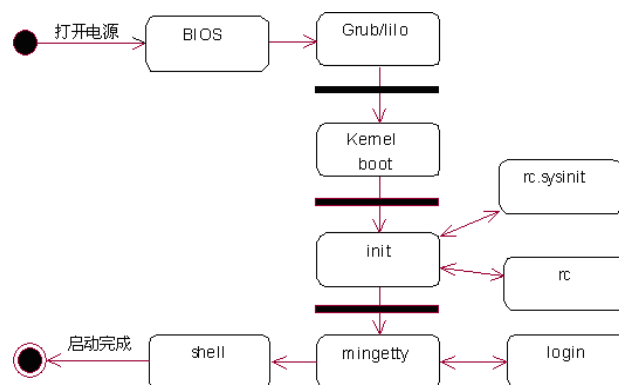 打开电源
BIOS
Grub/lilo
Kernel
boot
rc.sysinit
init
rc
启动完成
shell
mingetty
login